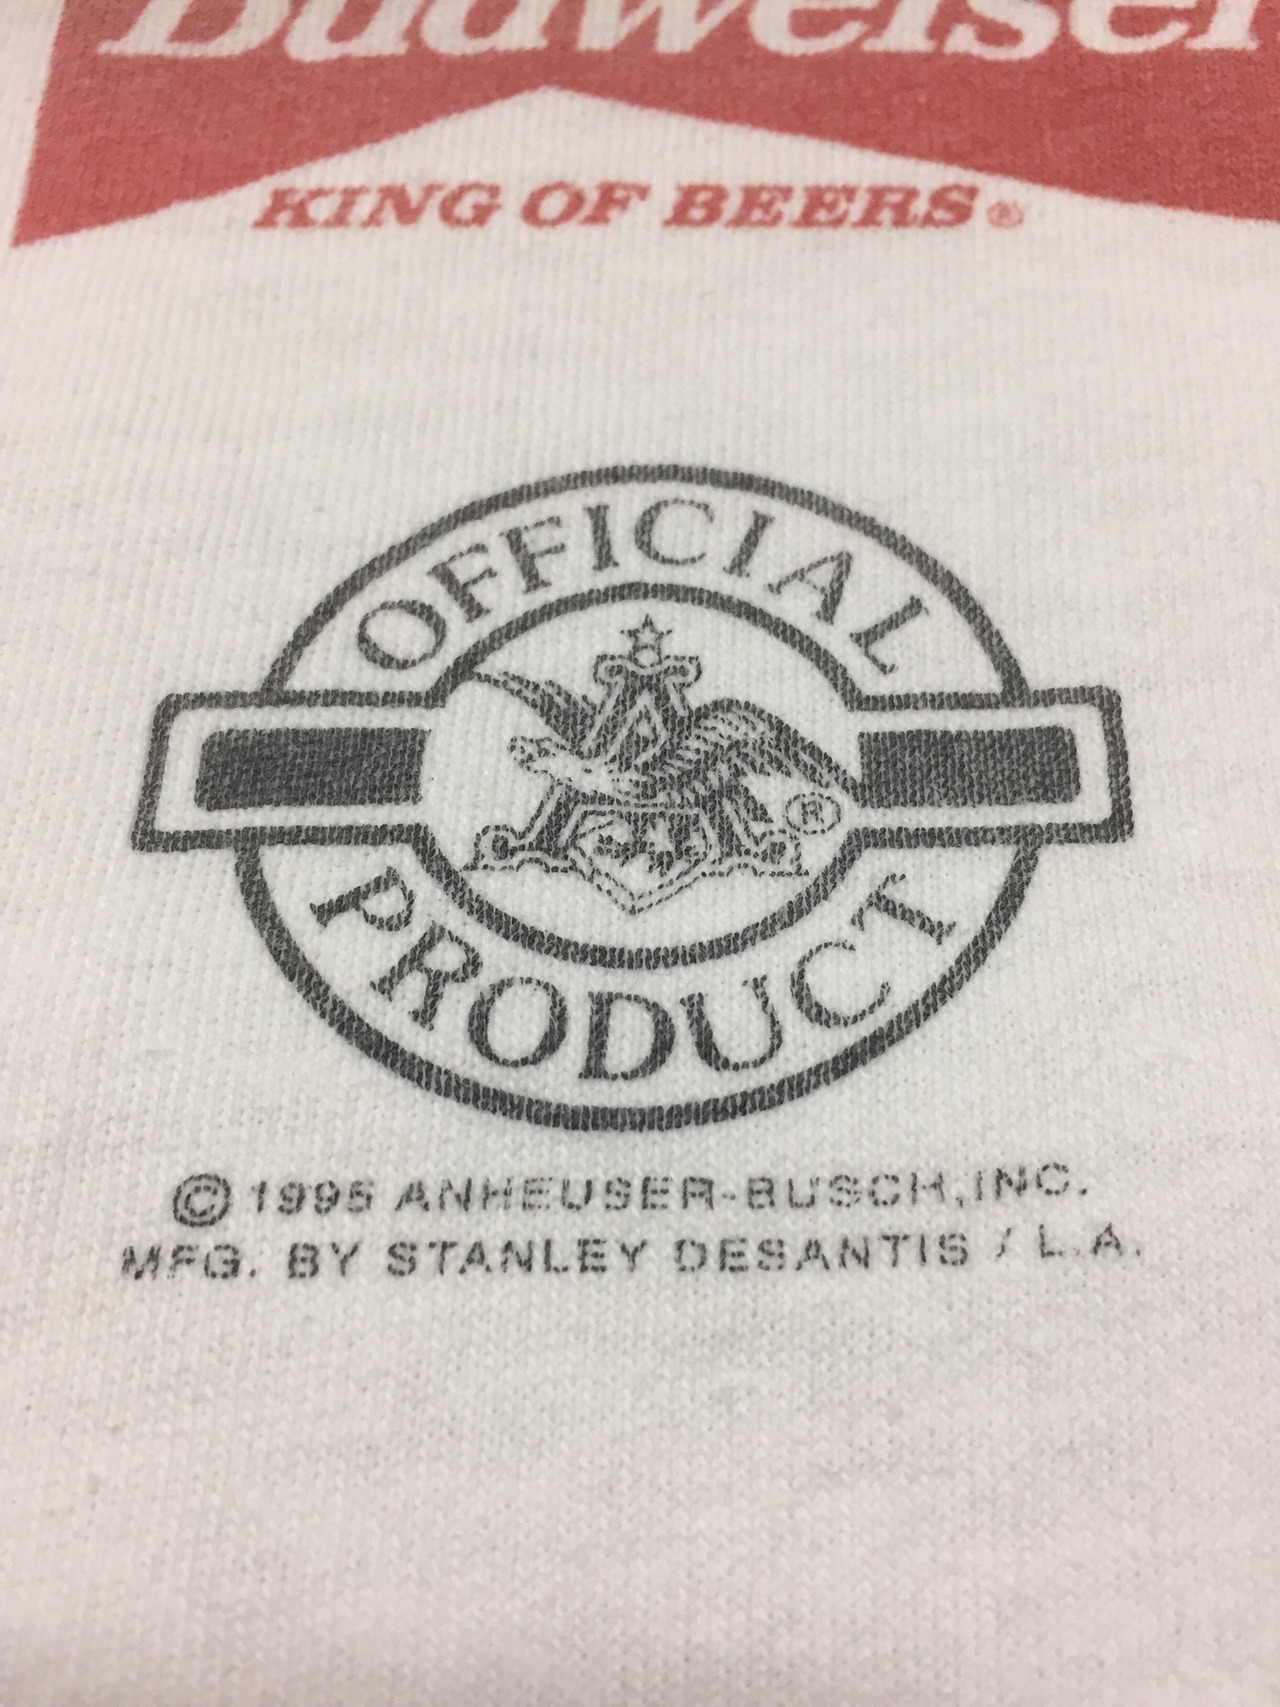 Budweiser
KING OF BEERS®
OFFICIAL
®
PRODUCT
© 1995 ANHEUSER-BUSCH, INC.
MFG. BY STANLEY DESANTIS / L.A.